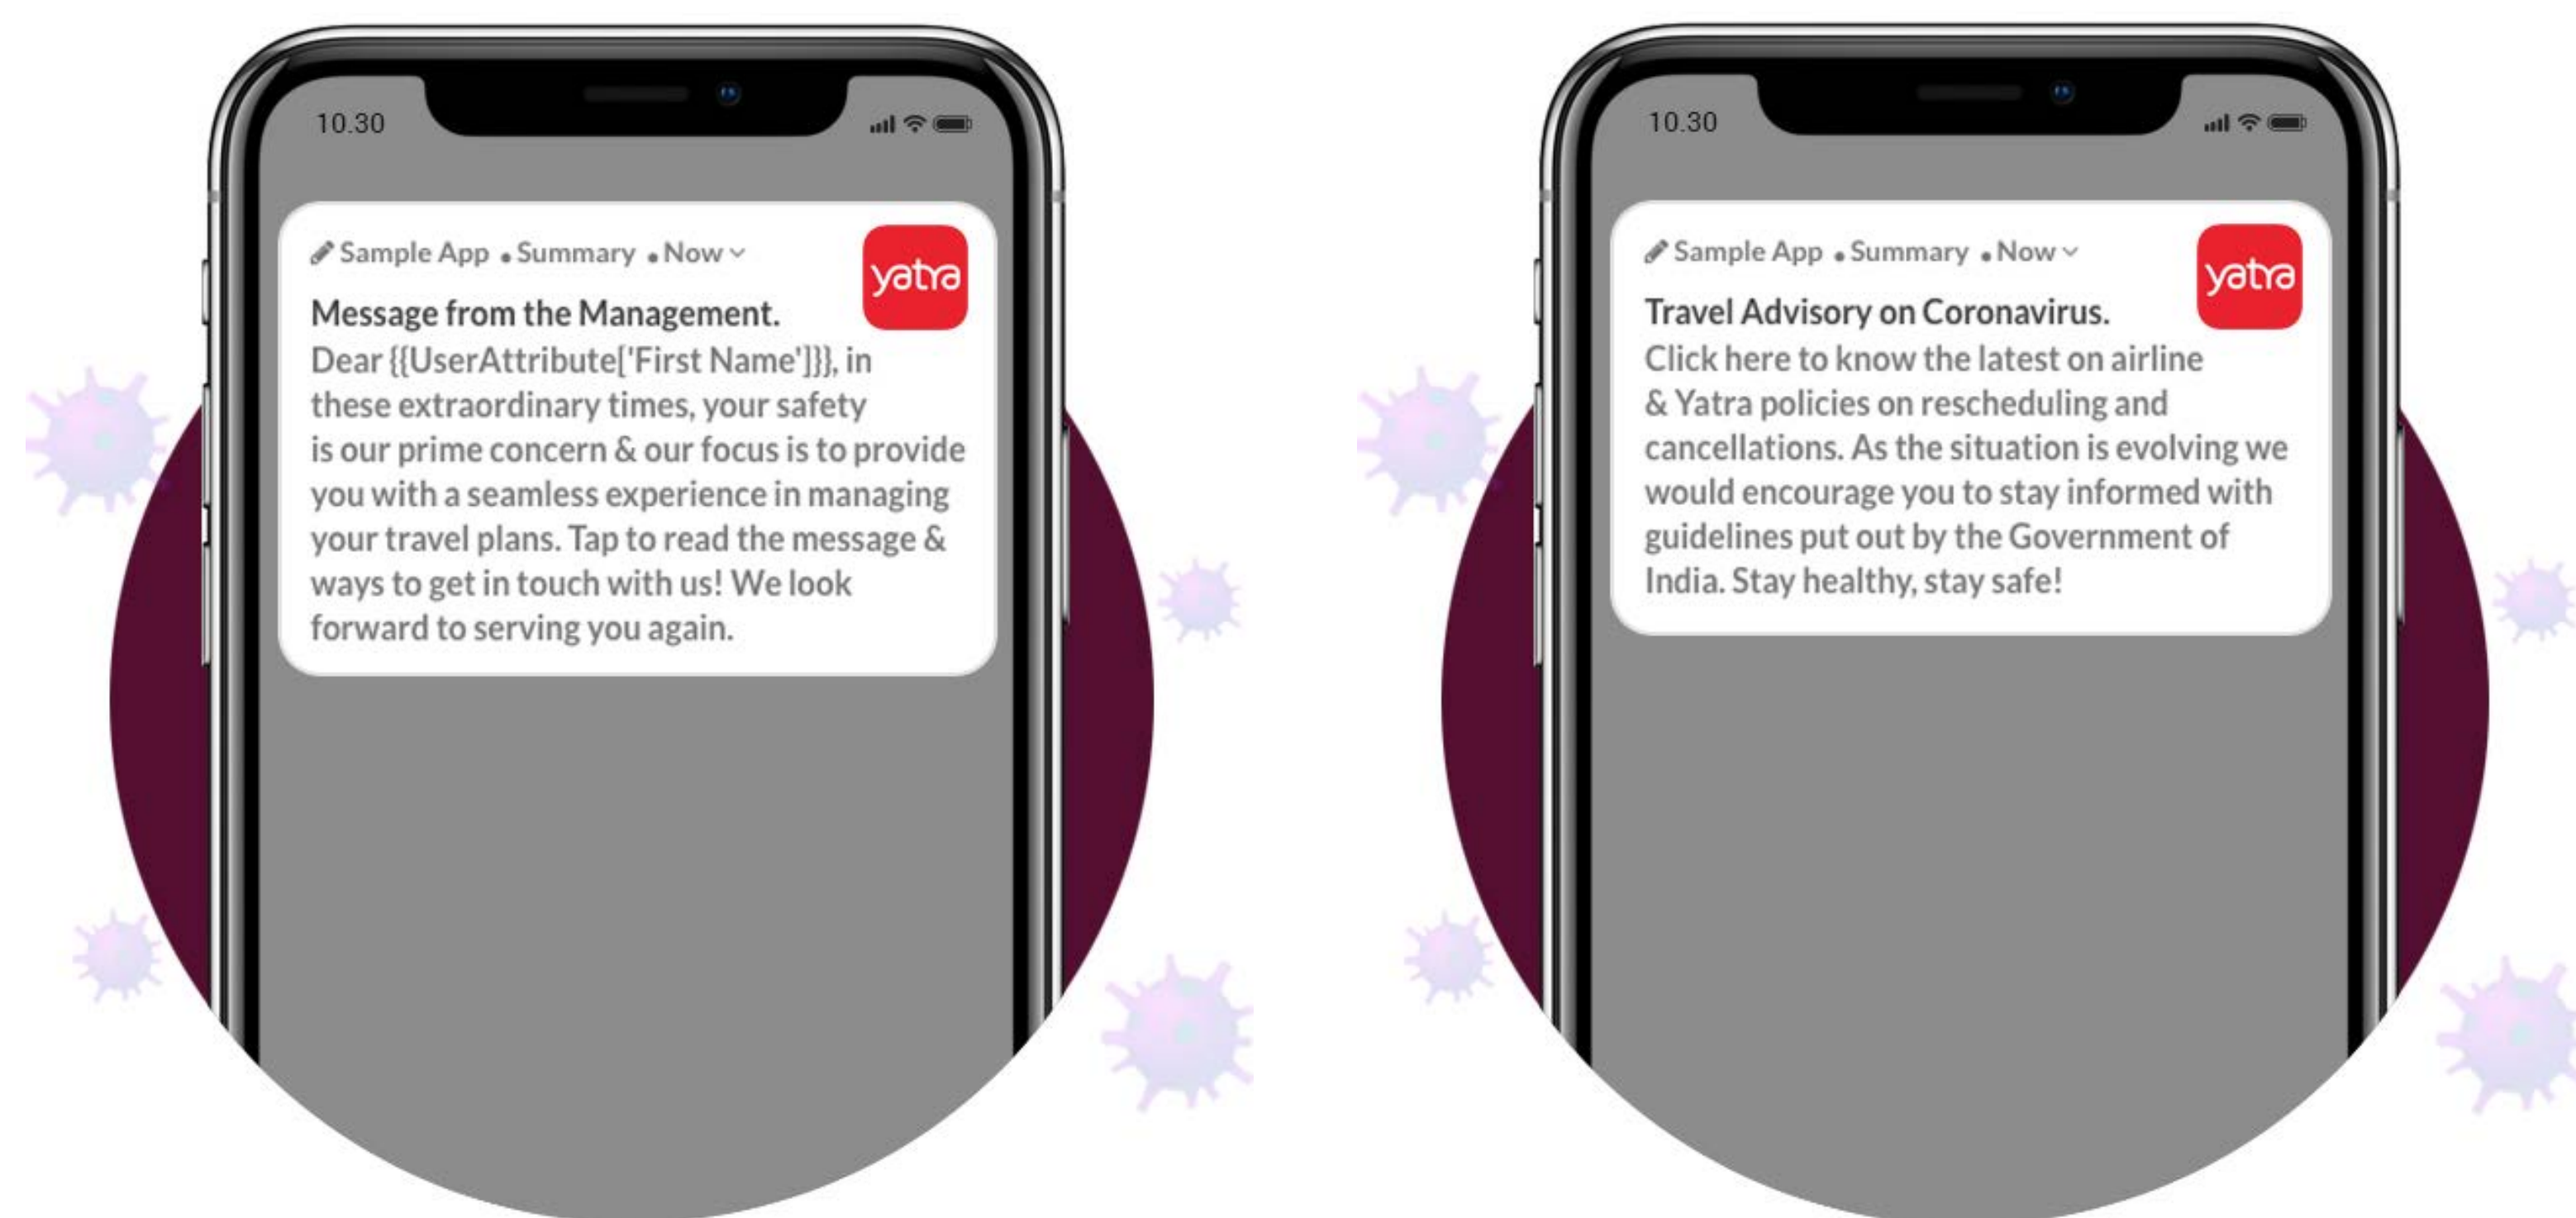 10.30
Sample App • Summary • Now
yatra
Message from the Management.
Dear {{UserAttribute['First Name']}}, in
these extraordinary times, your safety
is our prime concern & our focus is to provide
you with a seamless experience in managing
your travel plans. Tap to read the message &
ways to get in touch with us! We look
forward to serving you again.
10.30
Sample App • Summary • Now
yatra
Travel Advisory on Coronavirus.
Click here to know the latest on airline
& Yatra policies on rescheduling and
cancellations. As the situation is evolving we
would encourage you to stay informed with
guidelines put out by the Government of
India. Stay healthy, stay safe!